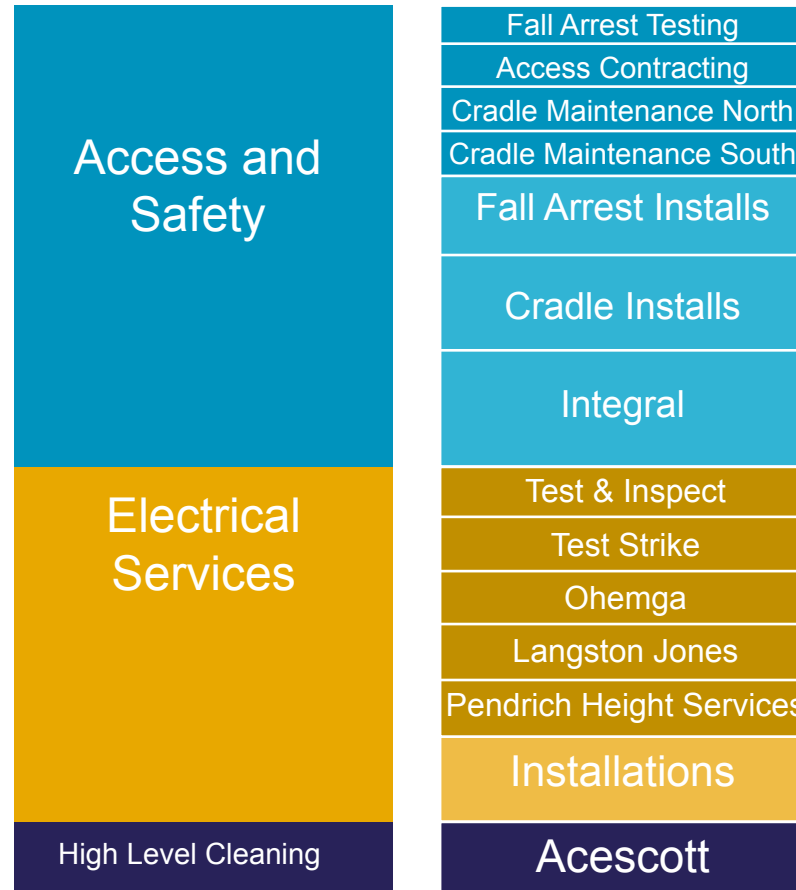 Access and
Safety
Electrical
Services
High Level Cleaning
Fall Arrest Testing
Access Contracting
Cradle Maintenance North
Cradle Maintenance South
Fall Arrest Installs
Cradle Installs
Integral
Test & Inspect
Test Strike
Ohemga
Langston Jones
Pendrich Height Services
Installations
Acescott